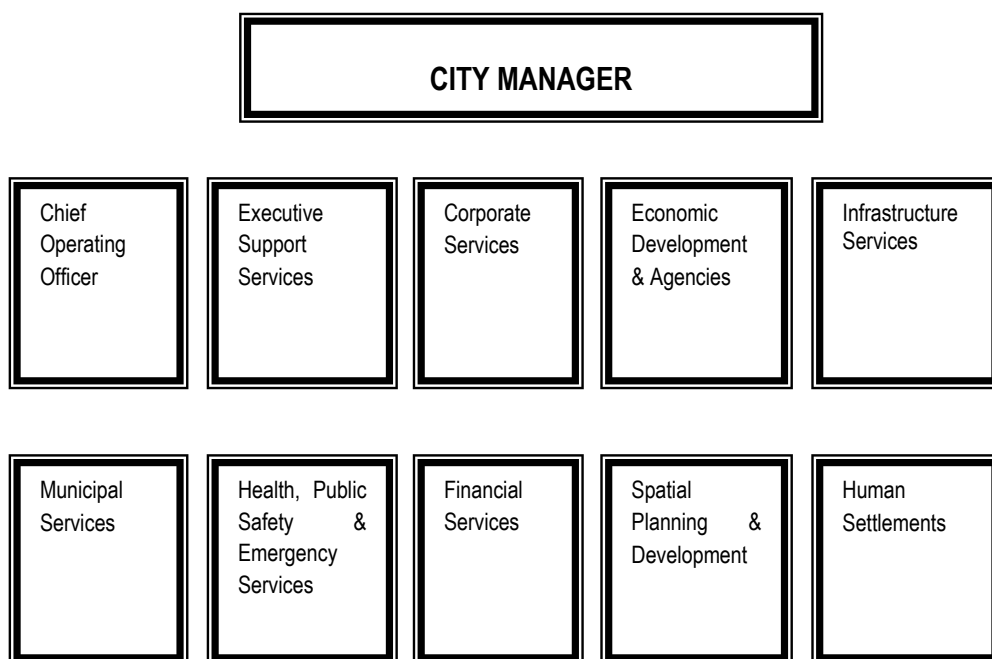 CITY MANAGER
Chief
Operating
Officer
Executive
Support
Services
Corporate
Services
Economic
Development
& Agencies
Infrastructure
Services
Municipal
Services
Health, Public
Safety &
Emergency
Services
Financial
Services
Spatial
Planning &
Development
Human
Settlements